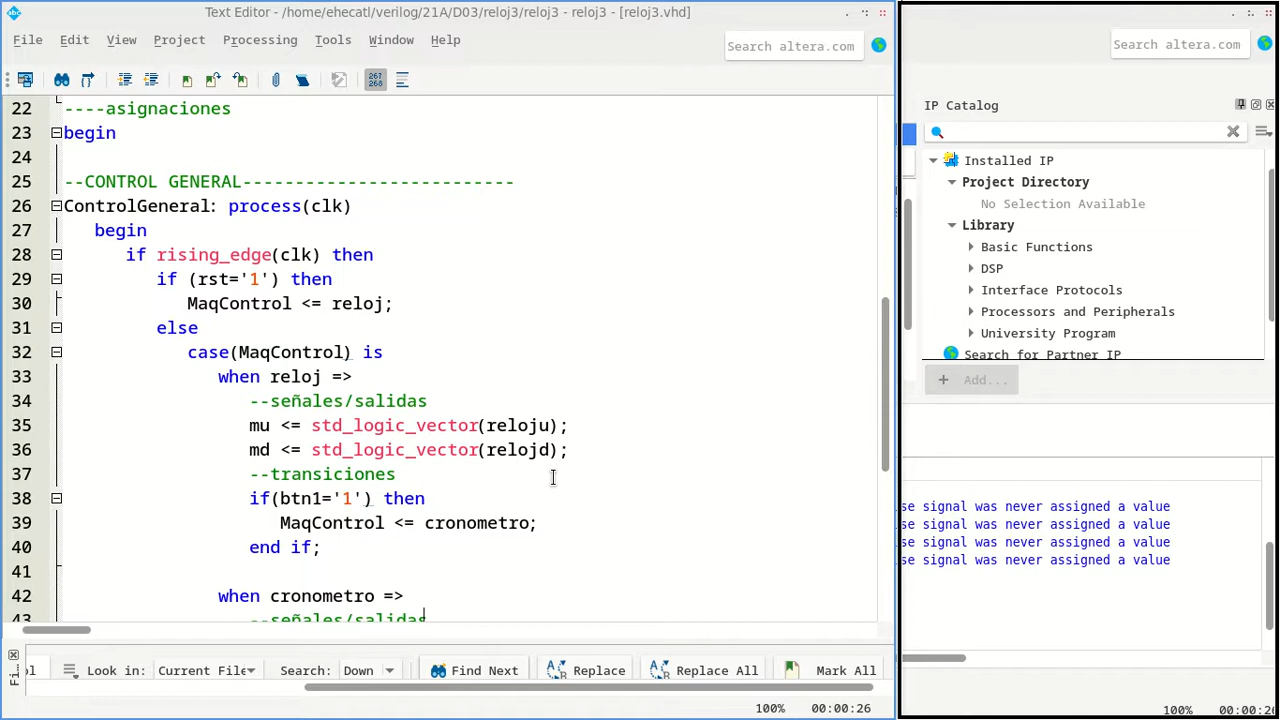 Text Editor - /home/ehecatl/verilog/21A/D03/reloj3/reloj3 - reloj3 - [reloj3.vhd]
File Edit View Project Processing Tools Window Help
Search altera.com
Search altera.com
267
268
22 ----asignaciones
23 begin
24
25 --CONTROL GENERAL--------------------------
26 ControlGeneral: process(clk)
27 begin
28 if rising_edge(clk) then
29 if (rst='1') then
30 MaqControl <= reloj;
31 else
32 case(MaqControl) is
33 when reloj =>
34 --señales/salidas
35 mu <= std_logic_vector(reloju);
36 md <= std_logic_vector(relojd);
37 --transiciones
38 if(btn1='1') then
39 MaqControl <= cronometro;
40 end if;
41
42 when cronometro =>
43 --señales/salidas
IP Catalog
Installed IP
Project Directory
No Selection Available
Library
Basic Functions
DSP
Interface Protocols
Processors and Peripherals
University Program
Search for Partner IP
+ Add...
se signal was never assigned a value
se signal was never assigned a value
se signal was never assigned a value
se signal was never assigned a value
Look in: Current File Search: Down Find Next Replace Replace All Mark All
100% 00:00:26
100% 00:00:26